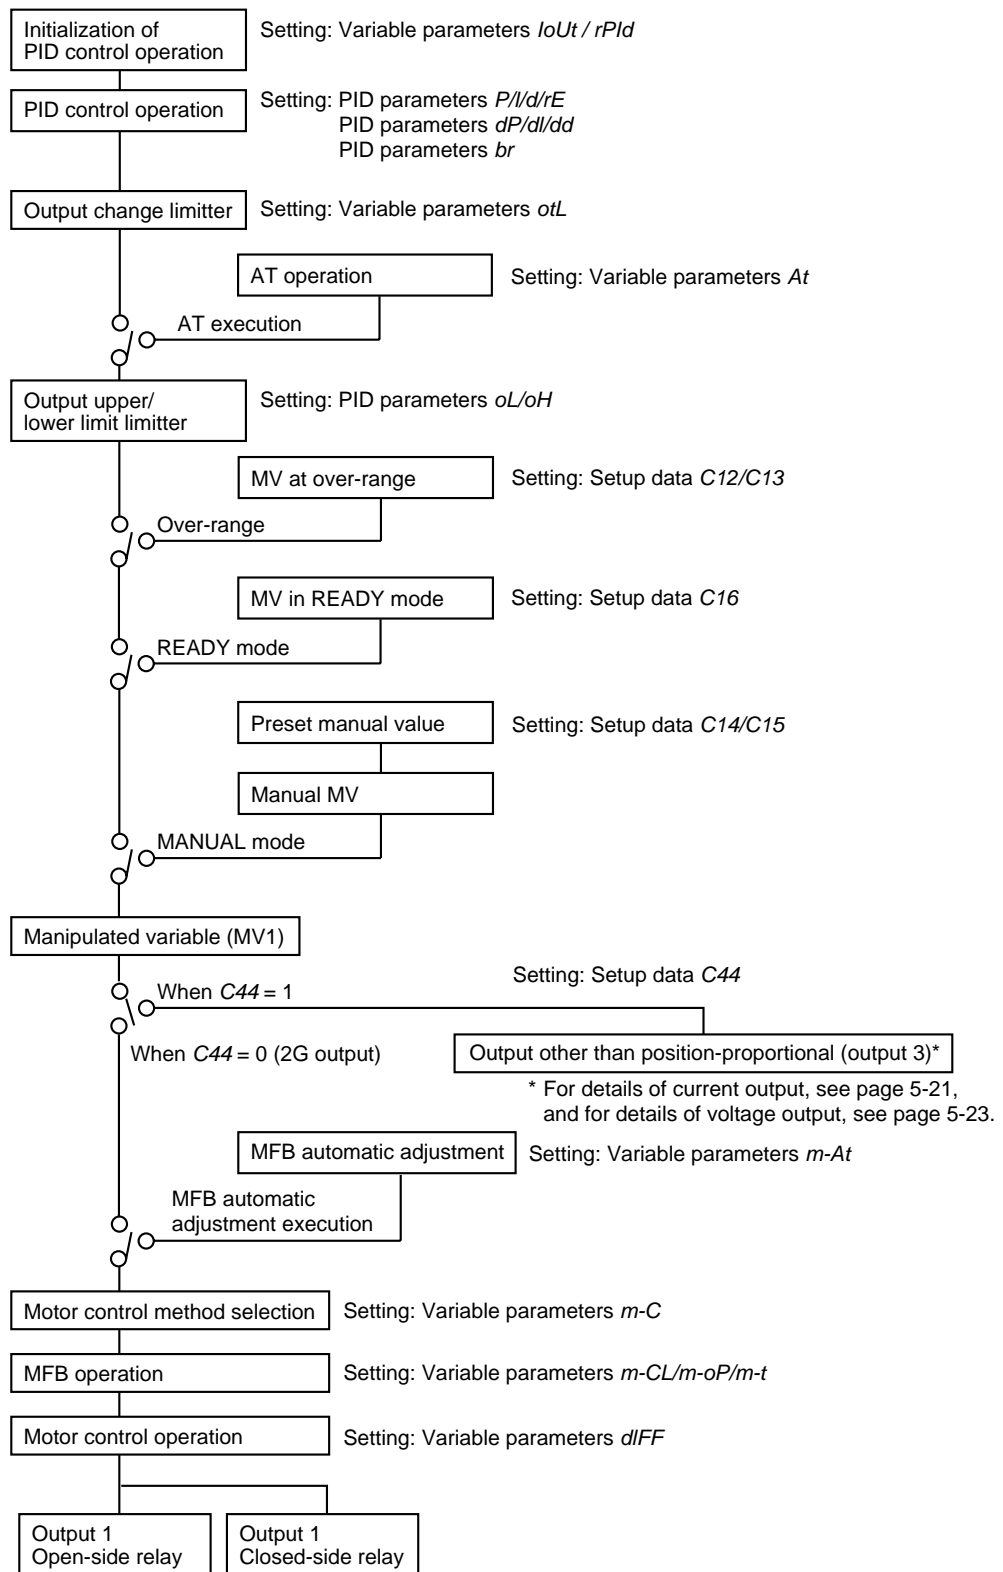 Initialization of
PID control operation
Setting: Variable parameters IoUt / rPId
PID control operation
Setting: PID parameters P/I/d/rE
PID parameters dP/dI/dd
PID parameters br
Output change limitter
Setting: Variable parameters otL
AT operation
Setting: Variable parameters At
AT execution
Output upper/
lower limit limitter
Setting: PID parameters oL/oH
MV at over-range
Setting: Setup data C12/C13
Over-range
MV in READY mode
Setting: Setup data C16
READY mode
Preset manual value
Setting: Setup data C14/C15
Manual MV
MANUAL mode
Manipulated variable (MV1)
Setting: Setup data C44
When C44 = 1
When C44 = 0 (2G output)
Output other than position-proportional (output 3)*
* For details of current output, see page 5-21,
and for details of voltage output, see page 5-23.
MFB automatic adjustment
Setting: Variable parameters m-At
MFB automatic
adjustment execution
Motor control method selection
Setting: Variable parameters m-C
MFB operation
Setting: Variable parameters m-CL/m-oP/m-t
Motor control operation
Setting: Variable parameters dIFF
Output 1
Open-side relay
Output 1
Closed-side relay